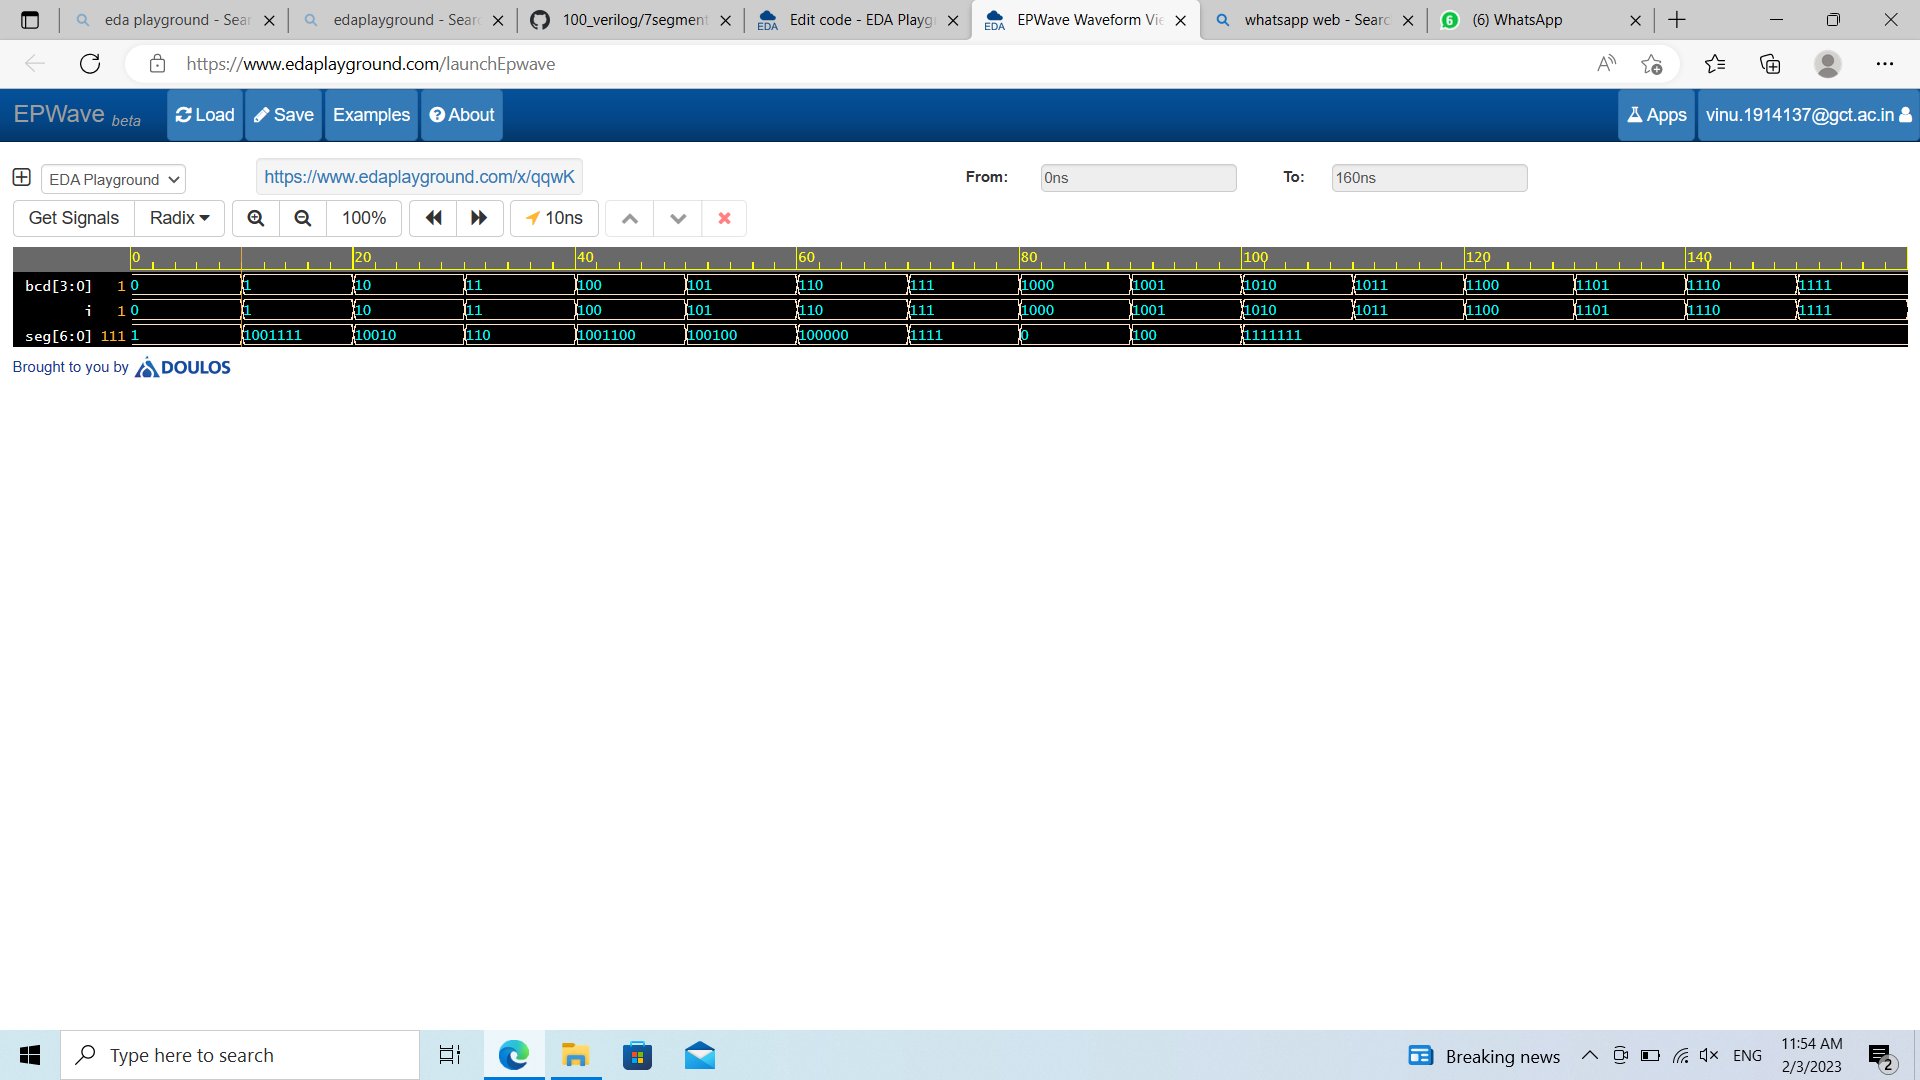 eda playground - Sear
edaplayground - Searc
100_verilog/7segment
Edit code - EDA Playgr
EPWave Waveform Vie
whatsapp web - Searc
6 (6) WhatsApp
https://www.edaplayground.com/launchEpwave
EPWave beta Load Save Examples About Apps vinu.1914137@gct.ac.in
EDA Playground https://www.edaplayground.com/x/qqwK From: 0ns To: 160ns
Get Signals Radix 100% 10ns
0 20 40 60 80 100 120 140
bcd[3:0] 1 0 1 10 11 100 101 110 111 1000 1001 1010 1011 1100 1101 1110 1111
i 1 0 1 10 11 100 101 110 111 1000 1001 1010 1011 1100 1101 1110 1111
seg[6:0] 111 1 1001111 10010 110 1001100 100100 100000 1111 0 100 1111111
Brought to you by DOULOS
Type here to search
Breaking news
ENG
11:54 AM
2/3/2023
2